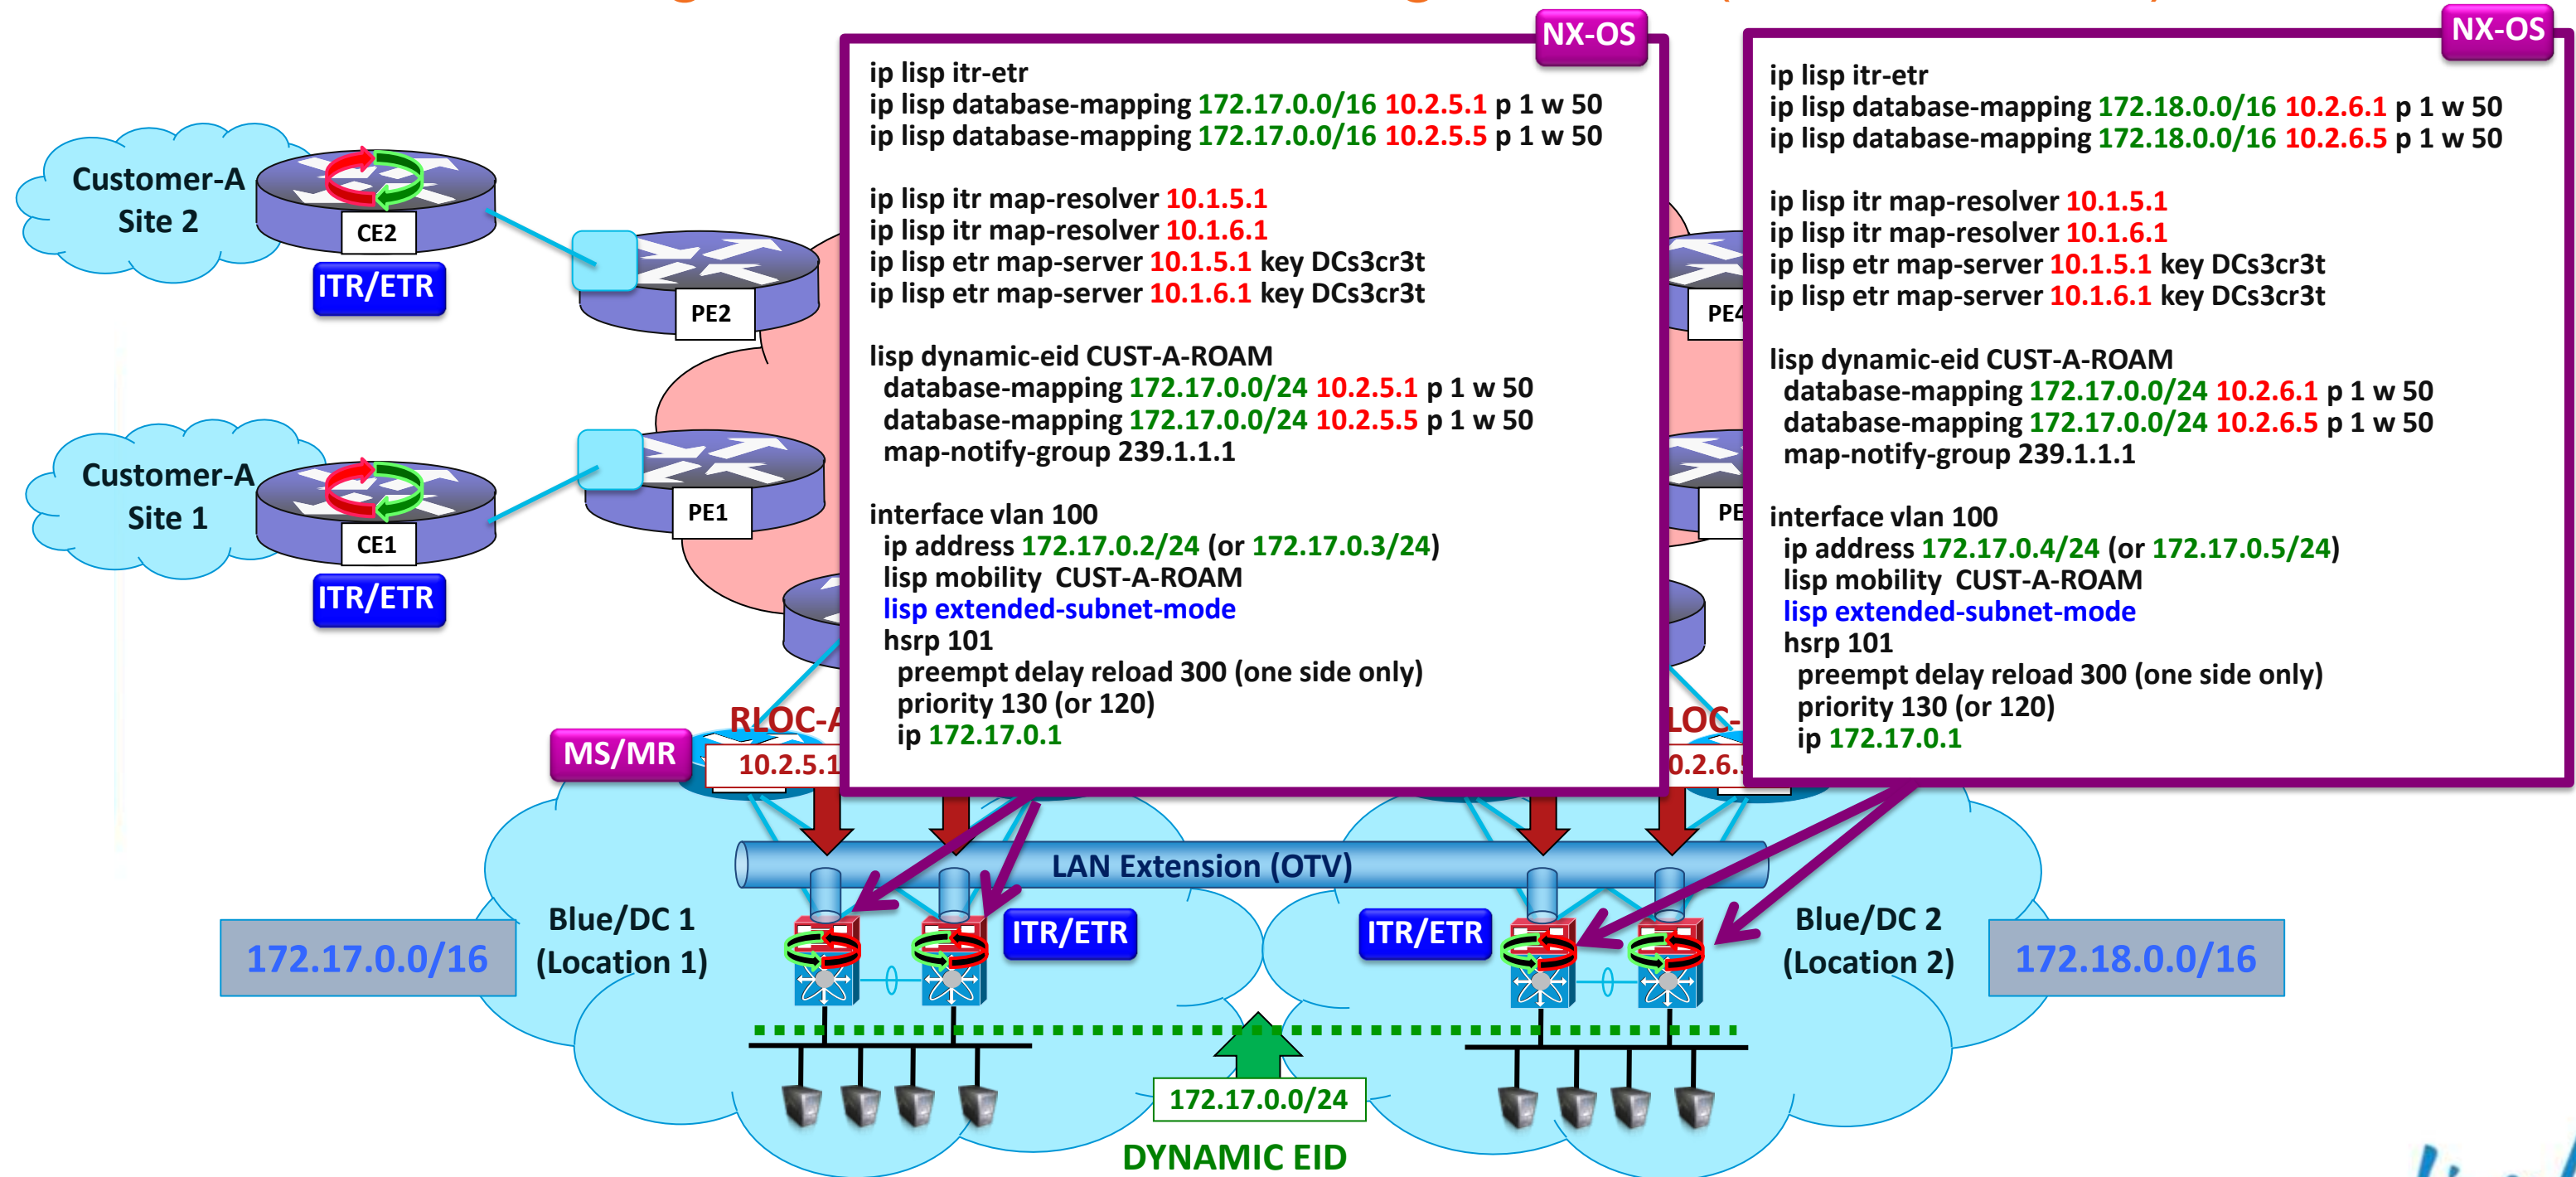 NX-OS
ip lisp itr-etr
ip lisp database-mapping 172.17.0.0/16 10.2.5.1 p 1 w 50
ip lisp database-mapping 172.17.0.0/16 10.2.5.5 p 1 w 50
ip lisp itr map-resolver 10.1.5.1
ip lisp itr map-resolver 10.1.6.1
ip lisp etr map-server 10.1.5.1 key DCs3cr3t
ip lisp etr map-server 10.1.6.1 key DCs3cr3t
lisp dynamic-eid CUST-A-ROAM
database-mapping 172.17.0.0/24 10.2.5.1 p 1 w 50
database-mapping 172.17.0.0/24 10.2.5.5 p 1 w 50
map-notify-group 239.1.1.1
interface vlan 100
ip address 172.17.0.2/24 (or 172.17.0.3/24)
lisp mobility CUST-A-ROAM
lisp extended-subnet-mode
hsrp 101
preempt delay reload 300 (one side only)
priority 130 (or 120)
ip 172.17.0.1
NX-OS
ip lisp itr-etr
ip lisp database-mapping 172.18.0.0/16 10.2.6.1 p 1 w 50
ip lisp database-mapping 172.18.0.0/16 10.2.6.5 p 1 w 50
ip lisp itr map-resolver 10.1.5.1
ip lisp itr map-resolver 10.1.6.1
ip lisp etr map-server 10.1.5.1 key DCs3cr3t
ip lisp etr map-server 10.1.6.1 key DCs3cr3t
lisp dynamic-eid CUST-A-ROAM
database-mapping 172.17.0.0/24 10.2.6.1 p 1 w 50
database-mapping 172.17.0.0/24 10.2.6.5 p 1 w 50
map-notify-group 239.1.1.1
interface vlan 100
ip address 172.17.0.4/24 (or 172.17.0.5/24)
lisp mobility CUST-A-ROAM
lisp extended-subnet-mode
hsrp 101
preempt delay reload 300 (one side only)
priority 130 (or 120)
ip 172.17.0.1
Customer-A
Site 2
CE2
ITR/ETR
PE2
PE4
Customer-A
Site 1
CE1
ITR/ETR
PE1
PE
RLOC-A
LOC-
MS/MR
10.2.5.1
0.2.6.5
LAN Extension (OTV)
172.17.0.0/16
Blue/DC 1
(Location 1)
ITR/ETR
ITR/ETR
Blue/DC 2
(Location 2)
172.18.0.0/16
172.17.0.0/24
DYNAMIC EID